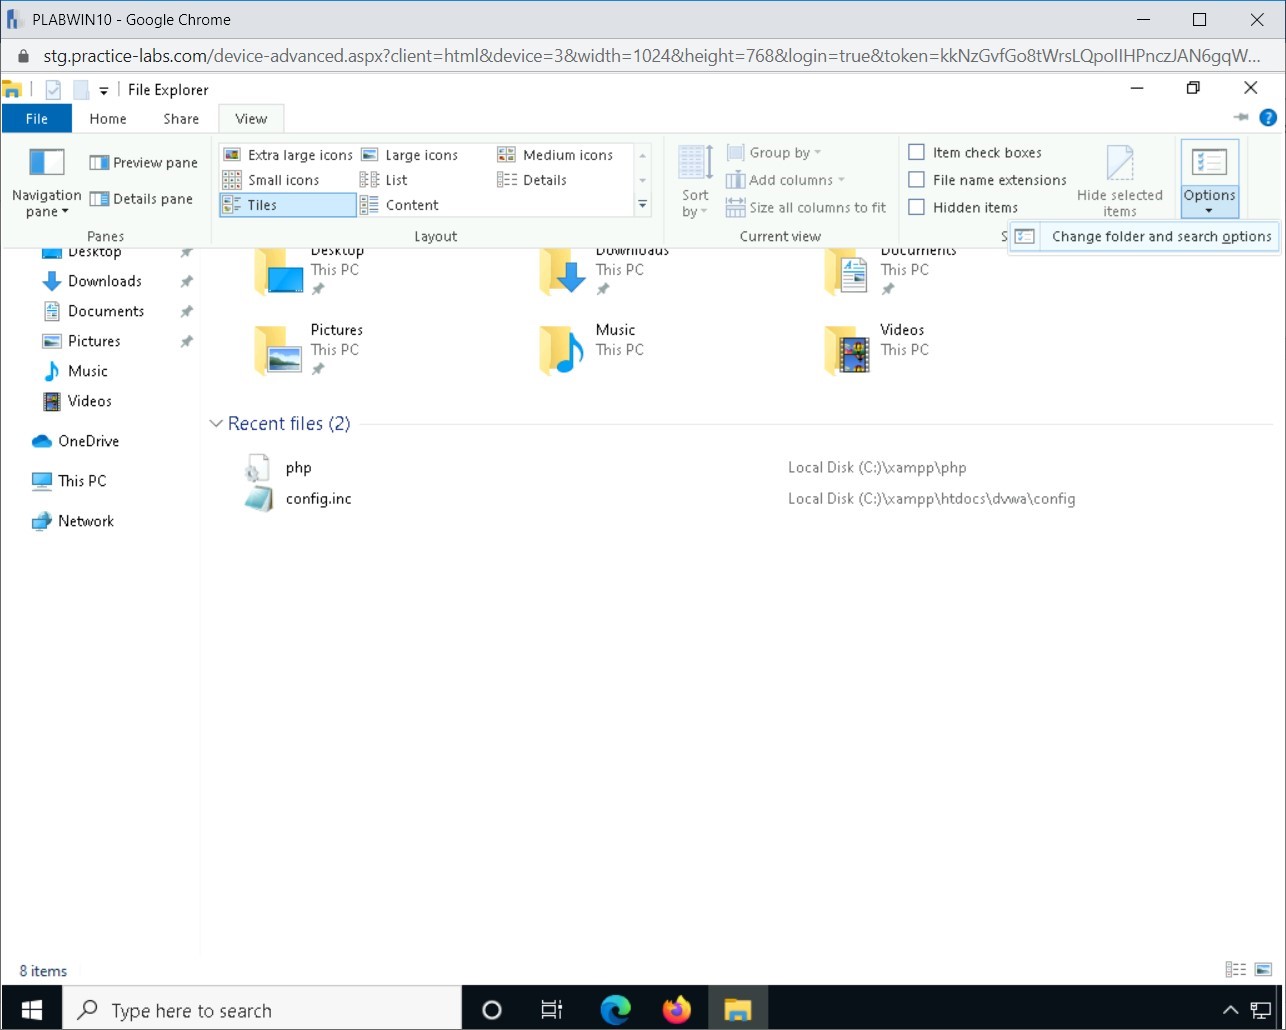 PLABWIN10 - Google Chrome
stg.practice-labs.com/device-advanced.aspx?client=html&device=3&width=1024&height=768&login=true&token=kkNzGvfGo8tWrsLQpoIIHPnczJAN6gqW...
File Explorer
File Home Share View
Navigation pane
Preview pane
Details pane
Panes
Extra large icons Large icons Medium icons
Small icons List Details
Tiles Content
Layout
Sort by
Group by
Add columns
Size all columns to fit
Current view
Item check boxes
File name extensions
Hidden items
Hide selected items
Options
S
Change folder and search options
Desktop
Downloads
Documents
Pictures
Music
Videos
OneDrive
This PC
Network
Desktop
This PC
Downloads
This PC
Documents
This PC
Pictures
This PC
Music
This PC
Videos
This PC
Recent files (2)
php Local Disk (C:)\xampp\php
config.inc Local Disk (C:)\xampp\htdocs\dvwa\config
8 items
Type here to search